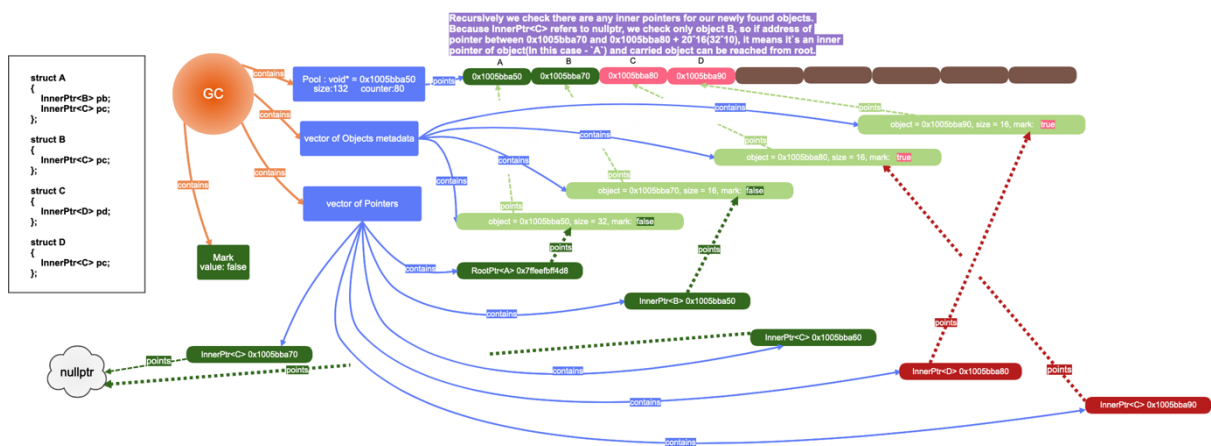 Recursively we check there are any inner pointers for our newly found objects.
Because InnerPtr<C> refers to nullptr, we check only object B, so if address of
pointer between 0x1005bba70 and 0x1005bba80 + 20ˆ16(32ˆ10), it means it`s an inner
pointer of object(In this case - `A`) and carried object can be reached from root.
A
B
C
D
struct A
{
InnerPtr<B> pb;
InnerPtr<C> pc;
};
struct B
{
InnerPtr<C> pc;
};
struct C
{
InnerPtr<D> pd;
};
struct D
{
InnerPtr<C> pc;
};
GC
contains
Pool : void* = 0x1005bba50
size:132 counter:80
points
0x1005bba50
0x1005bba70
0x1005bba80
0x1005bba90
contains
vector of Objects metadata
points
object = 0x1005bba90, size = 16, mark: true
contains
contains
points
object = 0x1005bba80, size = 16, mark: true
contains
contains
contains
points
object = 0x1005bba70, size = 16, mark: false
contains
vector of Pointers
points
object = 0x1005bba50, size = 32, mark: false
Mark
value: false
points
points
contains
RootPtr<A> 0x7ffeefbff4d8
InnerPtr<B> 0x1005bba50
contains
contains
points
InnerPtr<C> 0x1005bba60
InnerPtr<C> 0x1005bba70
points
contains
nullptr
points
InnerPtr<D> 0x1005bba80
points
contains
InnerPtr<C> 0x1005bba90
contains